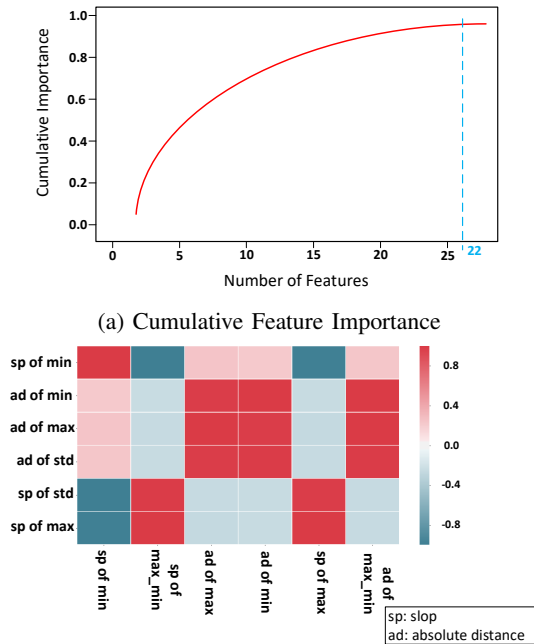 1.0
0.8
0.6
0.4
0.2
0.0
Cumulative Importance
0 5 10 15 20 25 22
Number of Features
(a) Cumulative Feature Importance
sp of min
ad of min
ad of max
ad of std
sp of std
sp of max
0.8
0.4
0.0
-0.4
-0.8
sp of min
sp of
max_min
ad of max
ad of min
sp of max
ad of
max_min
sp: slop
ad: absolute distance